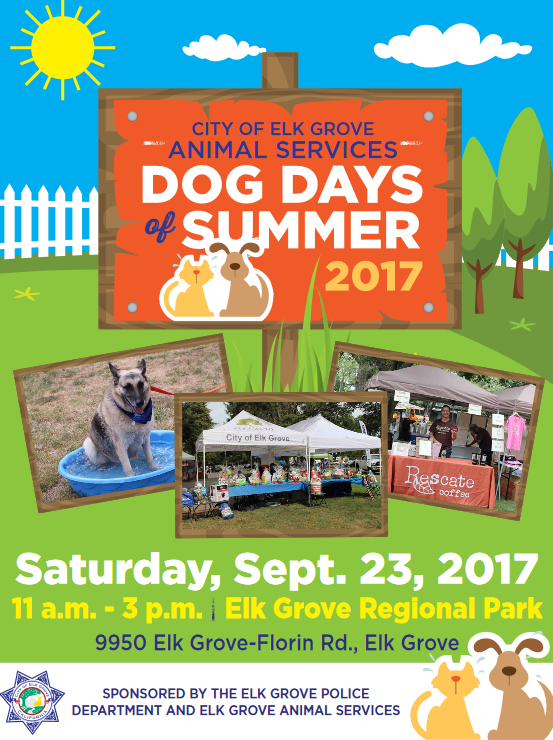 CITY OF ELK GROVE
ANIMAL SERVICES
DOG DAYS
of SUMMER
2017
City of Elk Grove
Rescate
coffee
Saturday, Sept. 23, 2017
11 a.m. - 3 p.m. | Elk Grove Regional Park
9950 Elk Grove-Florin Rd., Elk Grove
SPONSORED BY THE ELK GROVE POLICE
DEPARTMENT AND ELK GROVE ANIMAL SERVICES